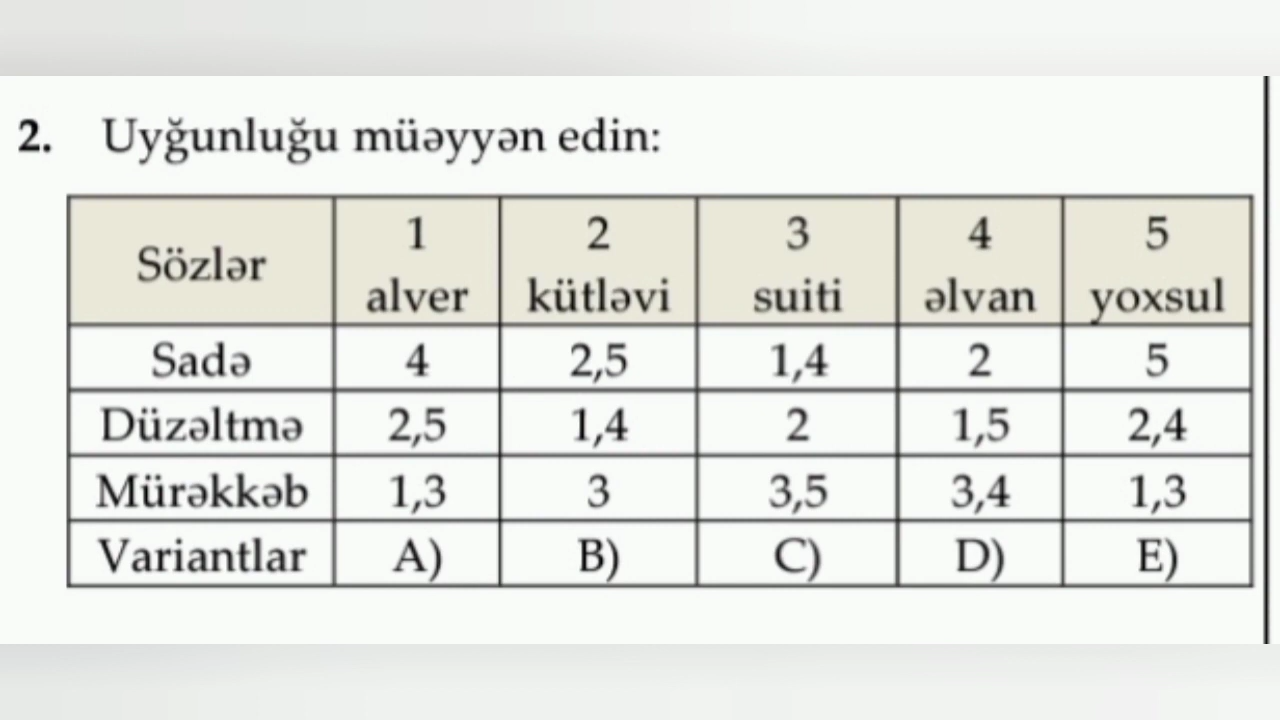 2. Uyğunluğu müəyyən edin:
Sözlər 1 alver 2 kütləvi 3 suiti 4 əlvan 5 yoxsul
Sadə 4 2,5 1,4 2 5
Düzəltmə 2,5 1,4 2 1,5 2,4
Mürəkkəb 1,3 3 3,5 3,4 1,3
Variantlar A) B) C) D) E)